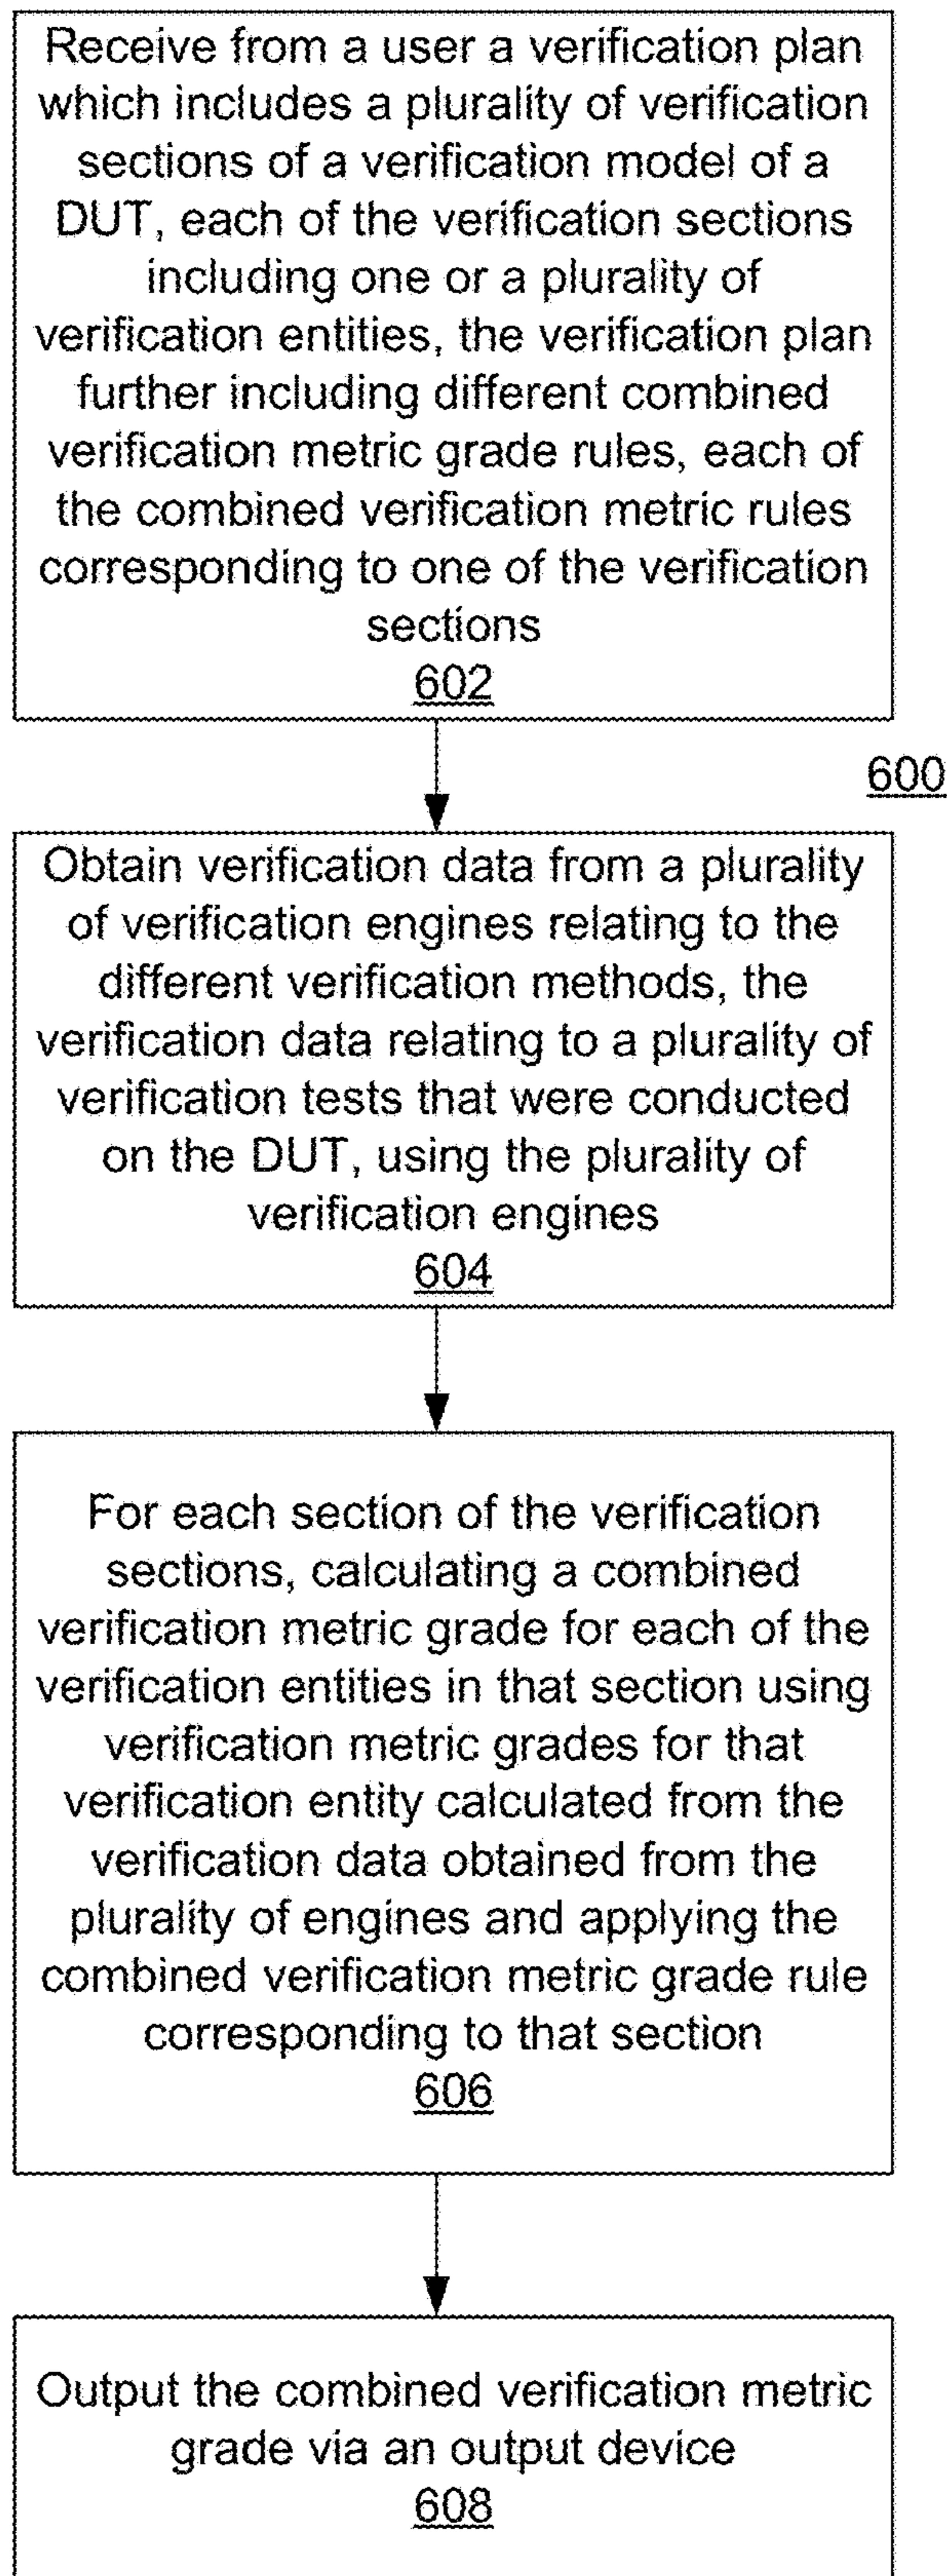 Receive from a user a verification plan
which includes a plurality of verification
sections of a verification model of a
DUT, each of the verification sections
including one or a plurality of
verification entities, the verification plan
further including different combined
verification metric grade rules, each of
the combined verification metric rules
corresponding to one of the verification
sections
602
600
Obtain verification data from a plurality
of verification engines relating to the
different verification methods, the
verification data relating to a plurality of
verification tests that were conducted
on the DUT, using the plurality of
verification engines
604
For each section of the verification
sections, calculating a combined
verification metric grade for each of the
verification entities in that section using
verification metric grades for that
verification entity calculated from the
verification data obtained from the
plurality of engines and applying the
combined verification metric grade rule
corresponding to that section
606
Output the combined verification metric
grade via an output device
608